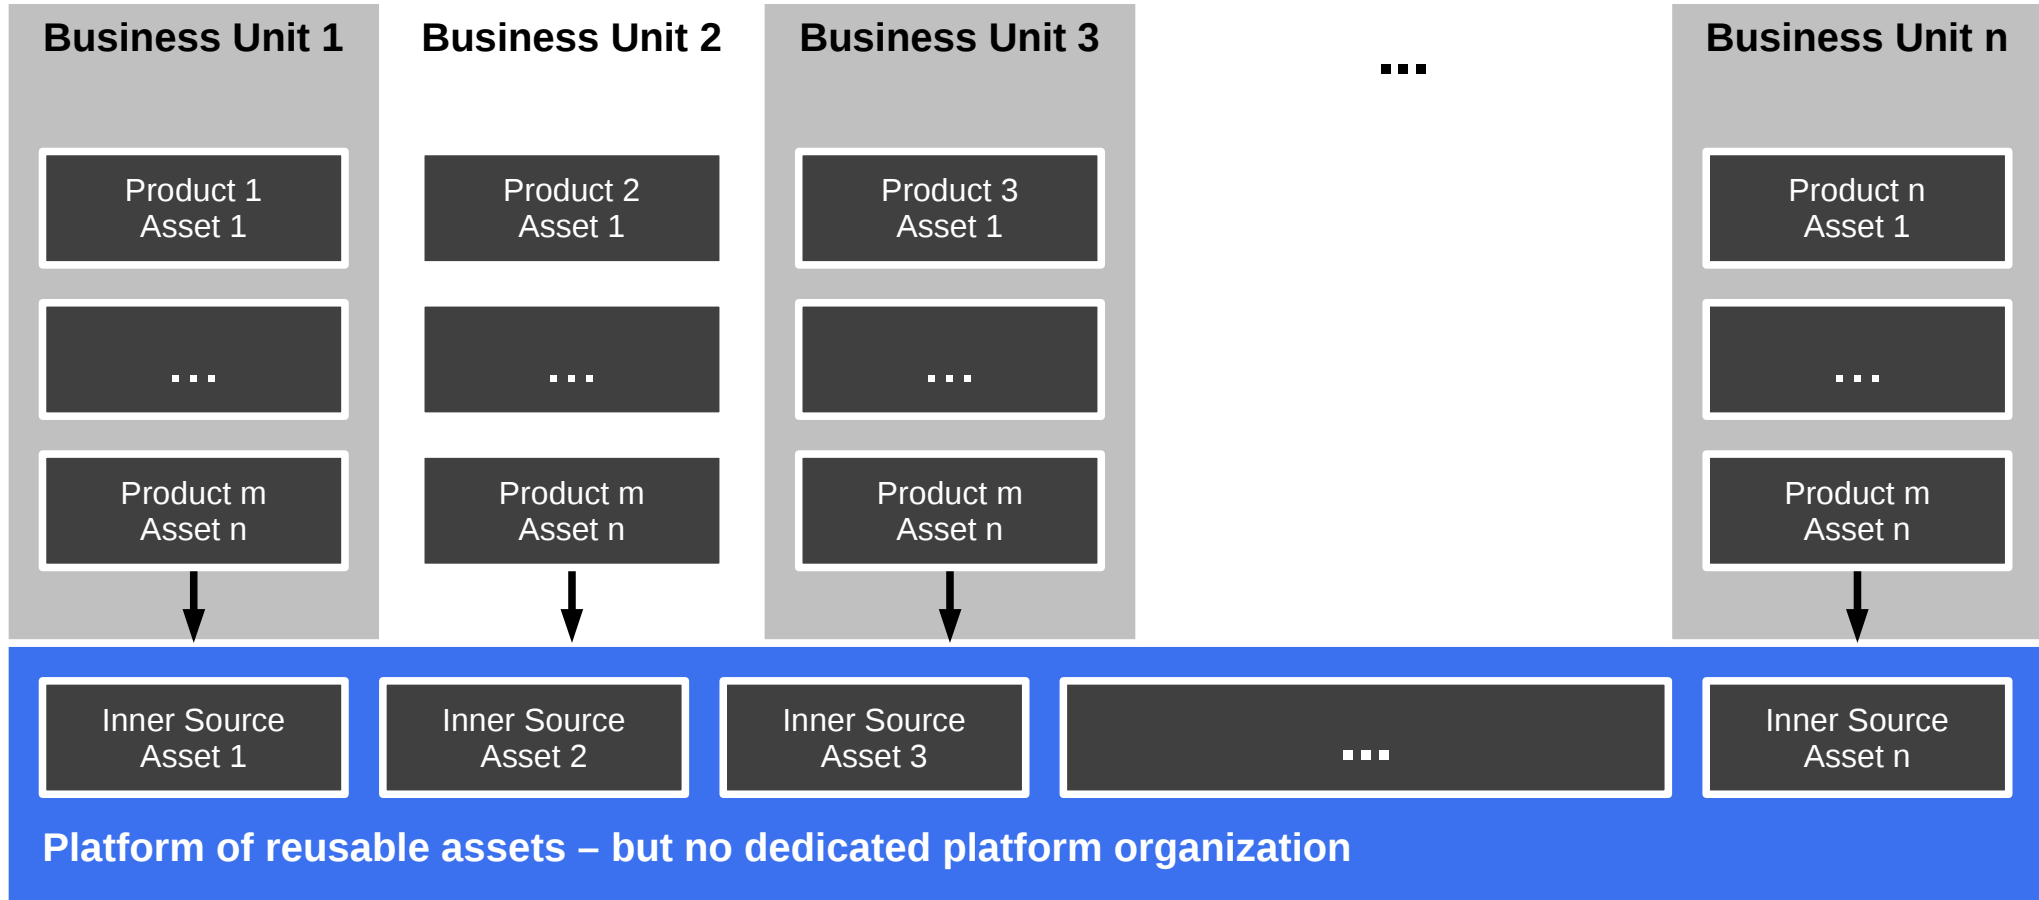 Business Unit 1
Business Unit 2
Business Unit 3
...
Business Unit n
Product 1
Asset 1
Product 2
Asset 1
Product 3
Asset 1
Product n
Asset 1
...
...
...
...
Product m
Asset n
Product m
Asset n
Product m
Asset n
Product m
Asset n
Inner Source
Asset 1
Inner Source
Asset 2
Inner Source
Asset 3
...
Inner Source
Asset n
Platform of reusable assets – but no dedicated platform organization